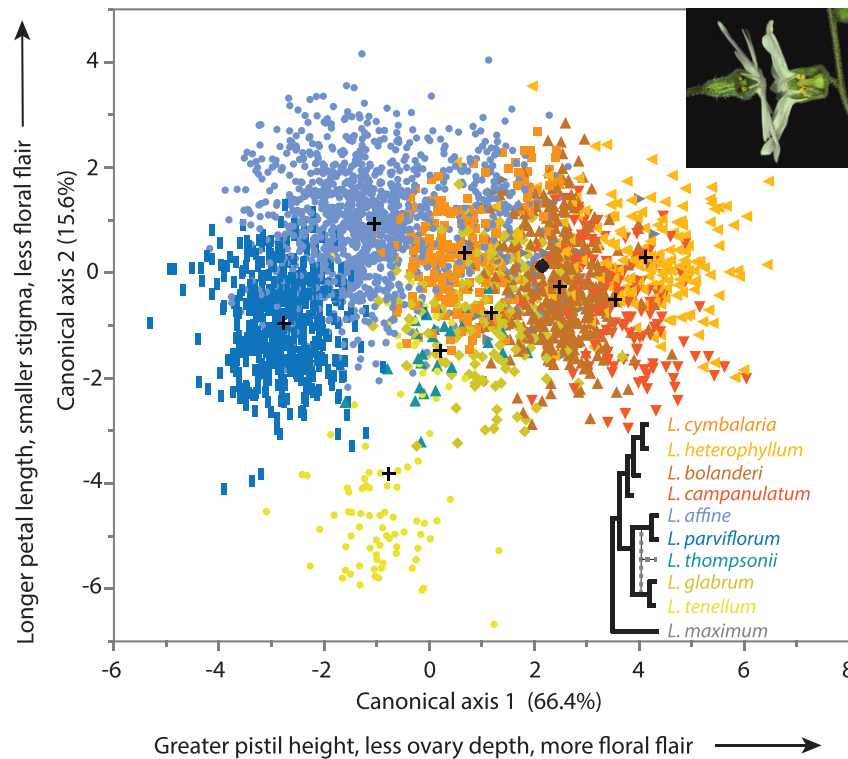 Longer petal length, smaller stigma, less floral flair
Canonical axis 2 (15.6%)
4
2
0
-2
-4
-6
L. cymbalaria
L. heterophyllum
L. bolanderi
L. campanulatum
L. affine
L. parviflorum
L. thompsonii
L. glabrum
L. tenellum
L. maximum
-6
-4
-2
0
2
4
6
8
Canonical axis 1 (66.4%)
Greater pistil height, less ovary depth, more floral flair